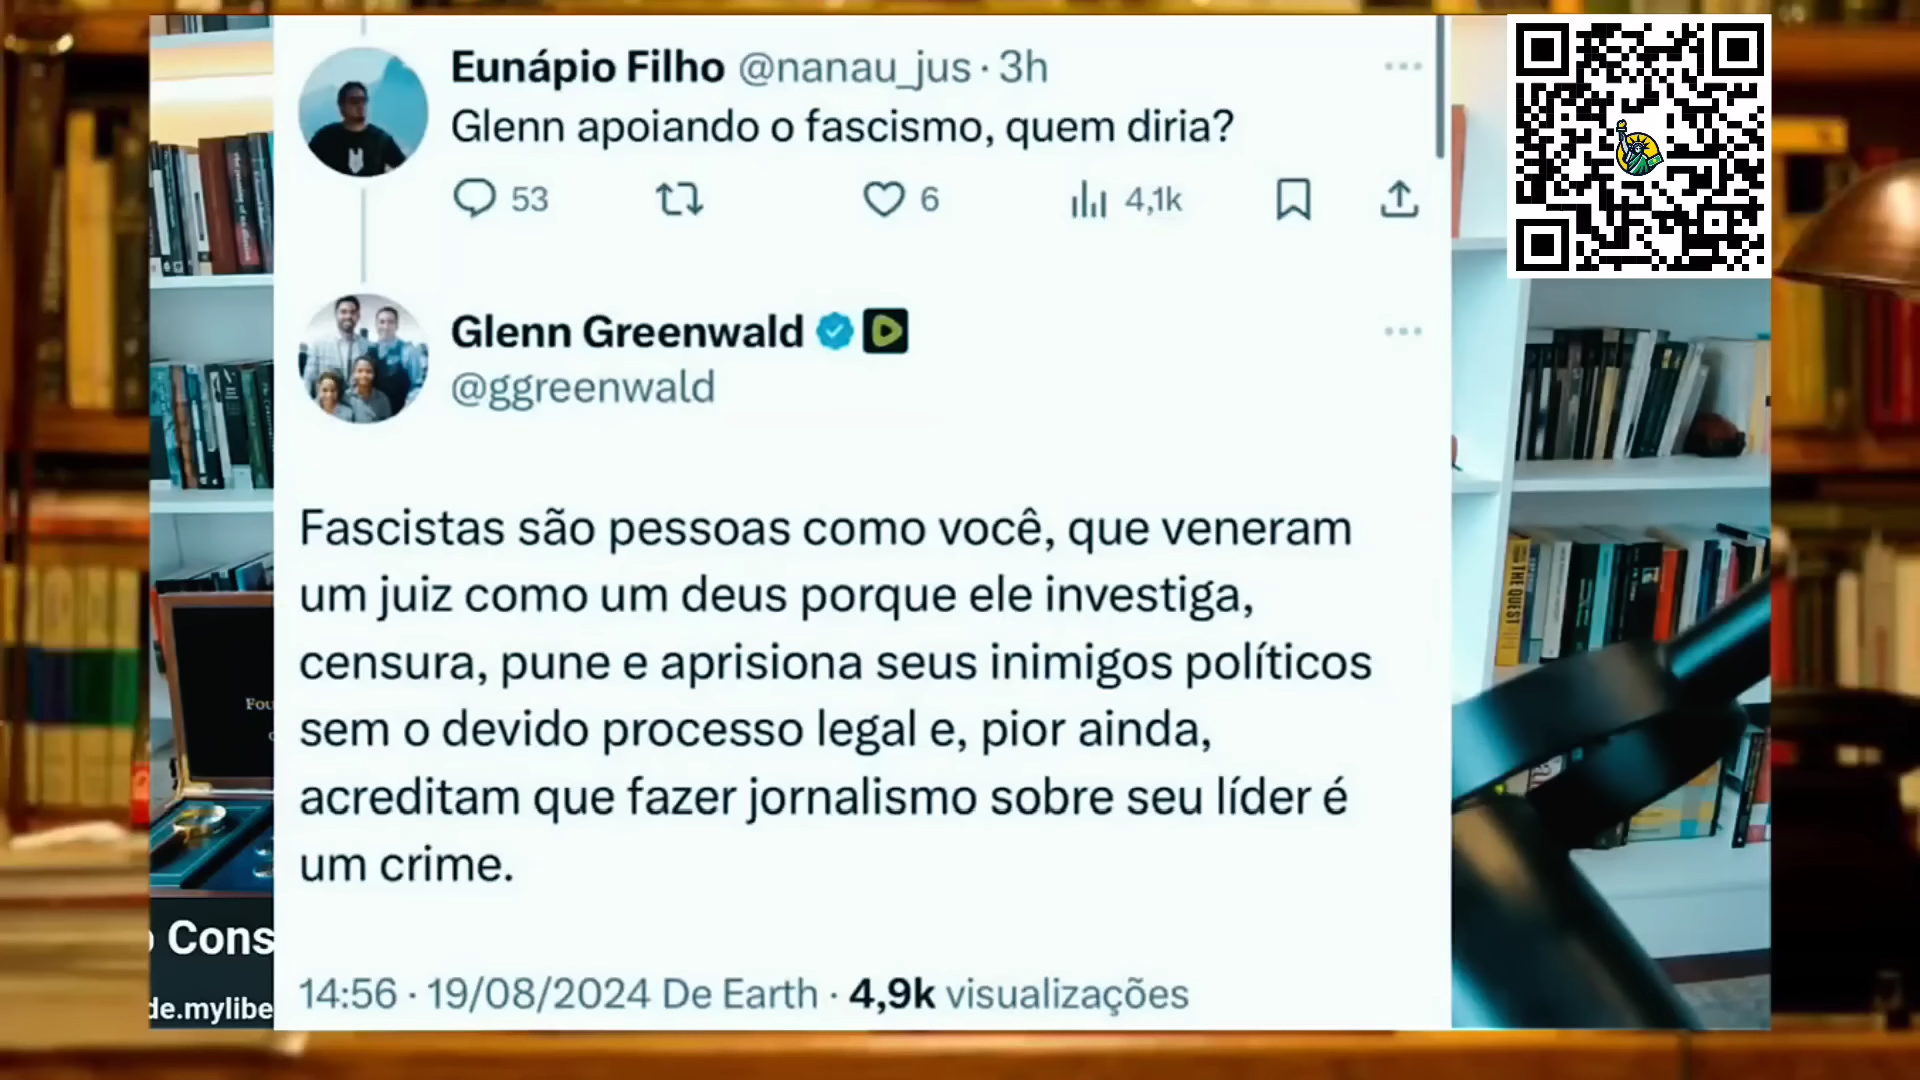 Eunápio Filho @nanau_jus · 3h
Glenn apoiando o fascismo, quem diria?
53 6 4,1k
Glenn Greenwald
@ggreenwald
Fascistas são pessoas como você, que veneram
um juiz como um deus porque ele investiga,
censura, pune e aprisiona seus inimigos políticos
sem o devido processo legal e, pior ainda,
acreditam que fazer jornalismo sobre seu líder é
um crime.
14:56 · 19/08/2024 De Earth · 4,9k visualizações
Fou
Cons
de.mylibe
THE QUEST